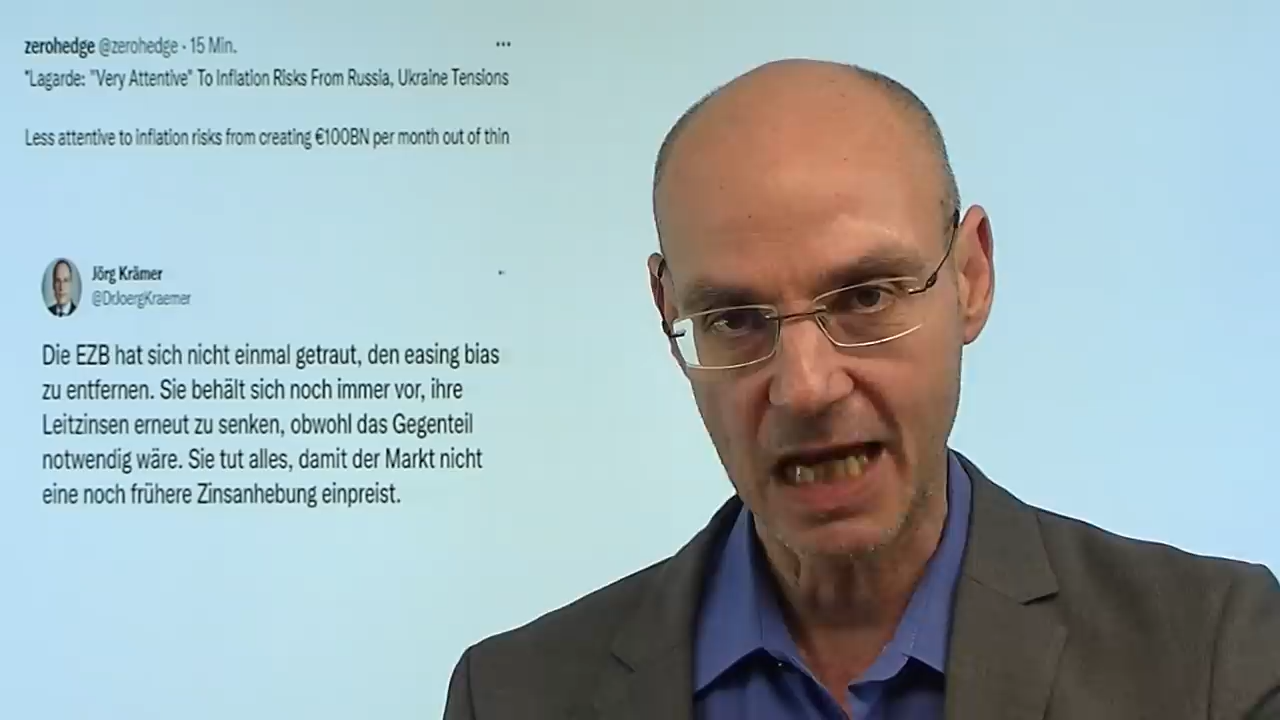 zerohedge @zerohedge · 15 Min.
"Lagarde: "Very Attentive" To Inflation Risks From Russia, Ukraine Tensions
Less attentive to inflation risks from creating €100BN per month out of thin
Jörg Krämer
@DrJoergKraemer
Die EZB hat sich nicht einmal getraut, den easing bias
zu entfernen. Sie behält sich noch immer vor, ihre
Leitzinsen erneut zu senken, obwohl das Gegenteil
notwendig wäre. Sie tut alles, damit der Markt nicht
eine noch frühere Zinsanhebung einpreist.